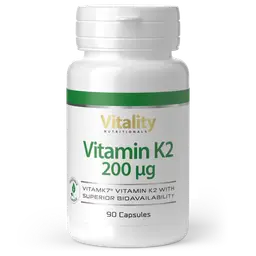 Vitality
NUTRITIONALS
Vitamin K2
200 µg
VITAMK7® VITAMIN K2 WITH
SUPERIOR BIOAVAILABILITY
90 Capsules